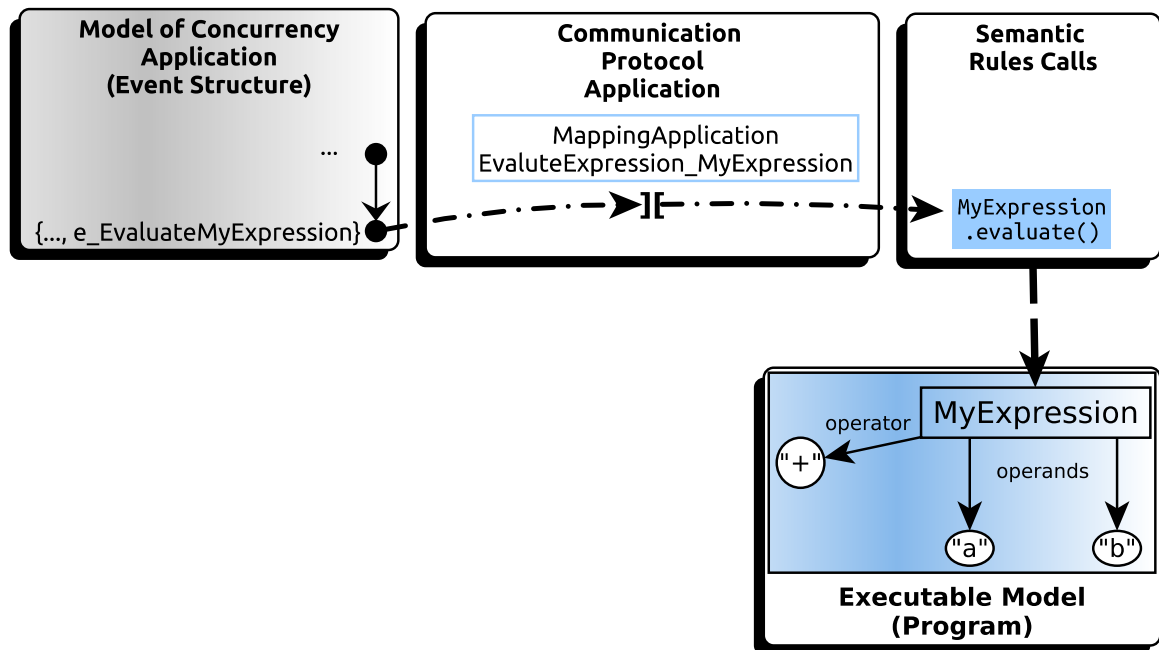 Model of Concurrency
Application
(Event Structure)
...
{..., e_EvaluateMyExpression}
Communication
Protocol
Application
MappingApplication
EvaluteExpression_MyExpression
][
Semantic
Rules Calls
MyExpression
.evaluate()
MyExpression
operator
"+"
operands
"a"
"b"
Executable Model
(Program)